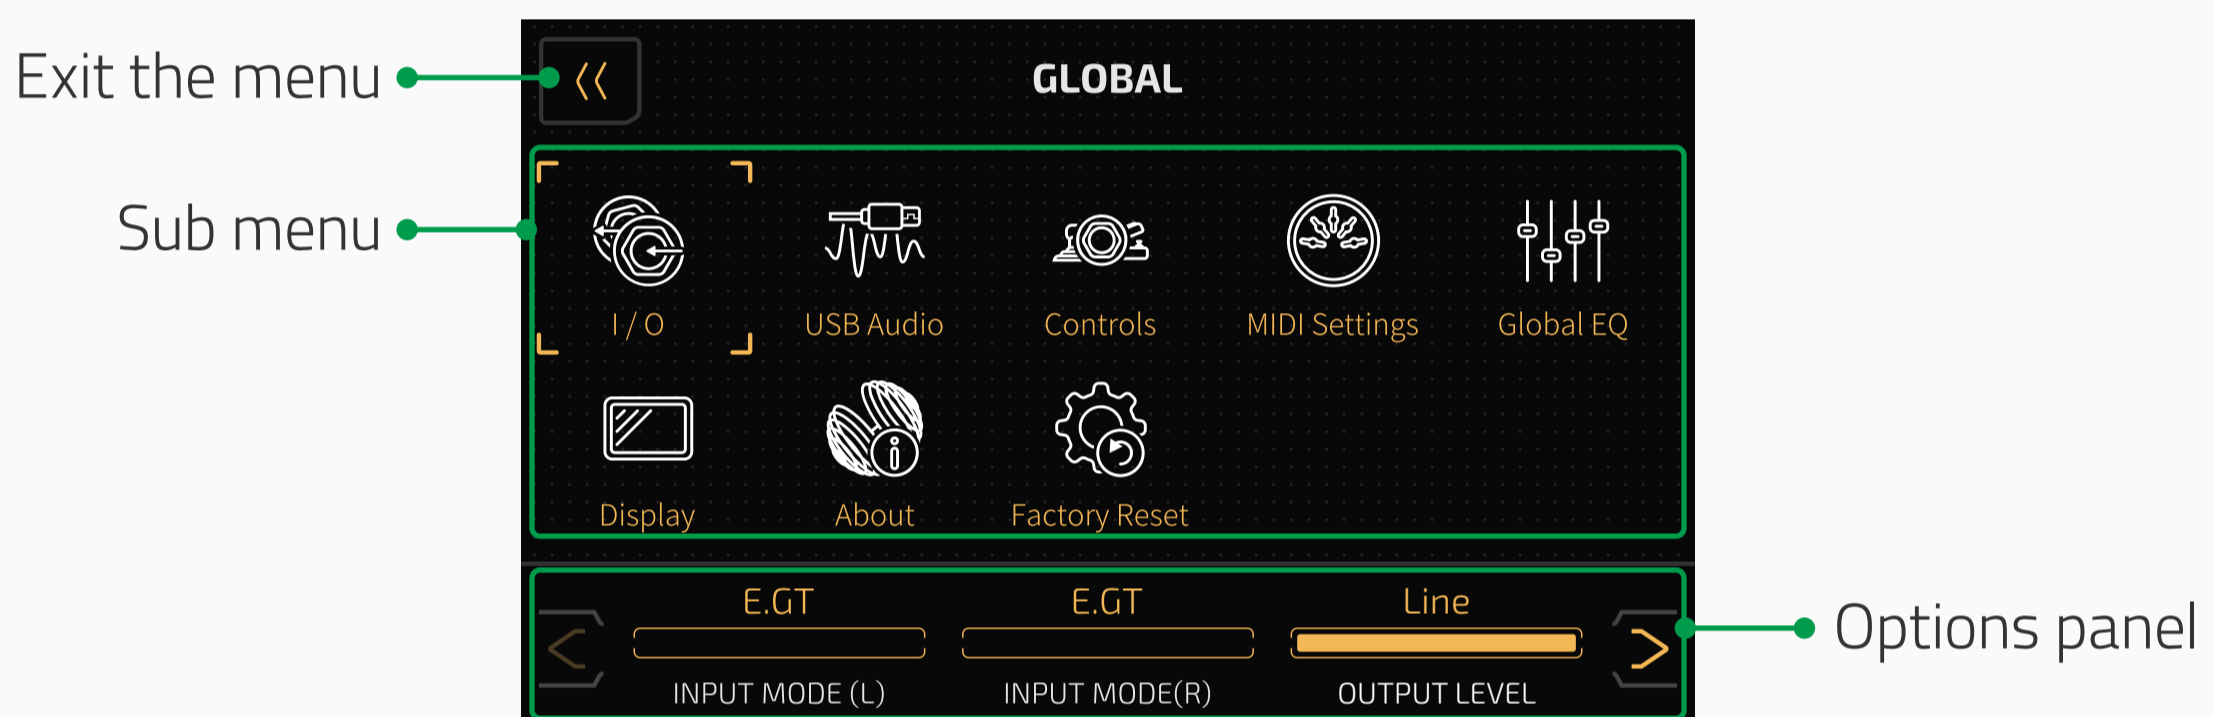 Exit the menu
GLOBAL
Sub menu
I / O
USB Audio
Controls
MIDI Settings
Global EQ
Display
About
Factory Reset
E.GT
E.GT
Line
INPUT MODE (L)
INPUT MODE(R)
OUTPUT LEVEL
Options panel